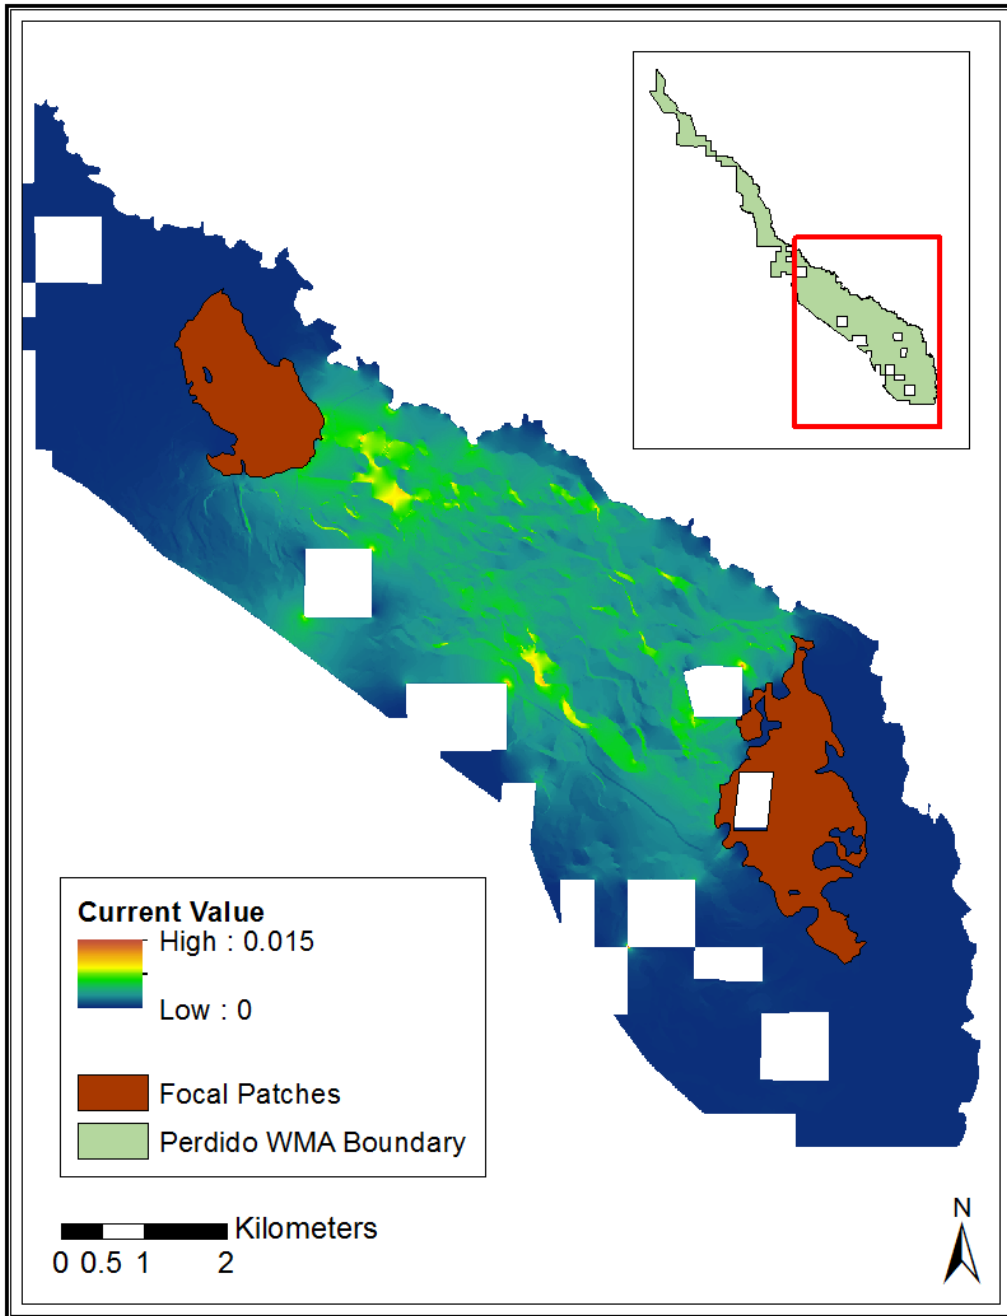 Current Value
High : 0.015
Low : 0
Focal Patches
Perdido WMA Boundary
Kilometers
0 0.5 1 2
N